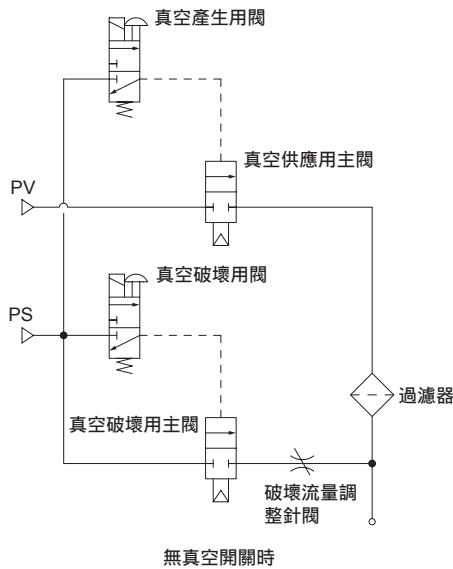 真空產生用閥
真空供應用主閥
PV
真空破壞用閥
PS
過濾器
真空破壞用主閥
破壞流量調
整針閥
無真空開關時